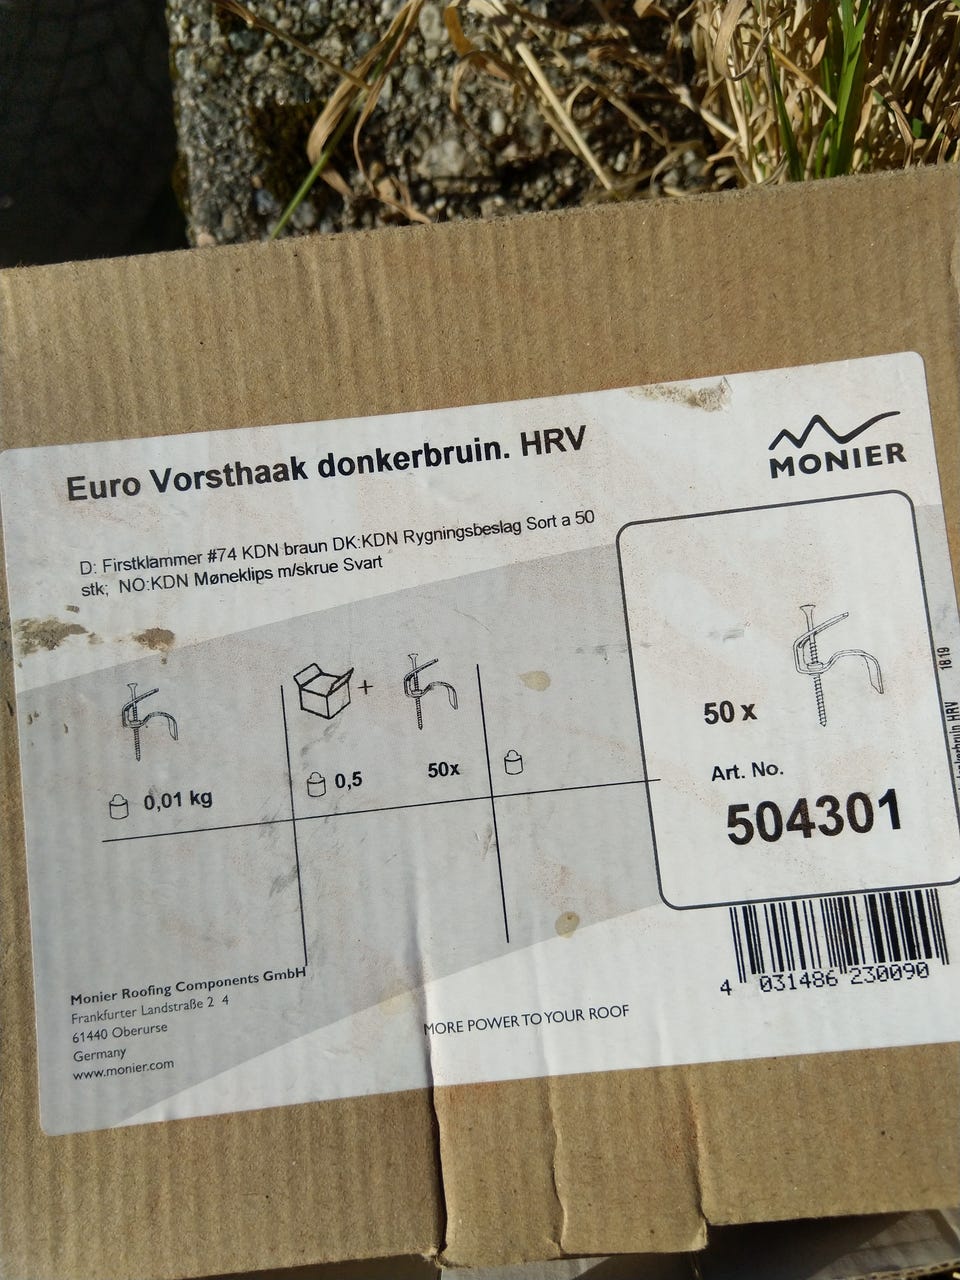 Euro Vorsthaak donkerbruin. HRV
MONIER
D: Firstklammer #74 KDN braun DK:KDN Rygningsbeslag Sort a 50
stk; NO:KDN Møneklips m/skrue Svart
+
0,01 kg
0,5
50x
50 x
Art. No.
504301
18 19
4 031486 230090
Monier Roofing Components GmbH
Frankfurter Landstraße 2 4
61440 Oberurse
Germany
www.monier.com
MORE POWER TO YOUR ROOF